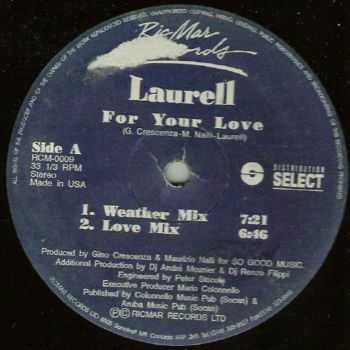 RicMar
Records
Laurell
For Your Love
(G. Crescenza-M. Nalli-Laurell)
Side A
RCM-0009
33 1/3 RPM
Stereo
Made in USA
DISTRIBUTION
SELECT
1. Weather Mix 7:21
2. Love Mix 6:46
Produced by Gino Crescenza & Maurizio Nalli for SO GOOD MUSIC.
Additional Production by Dj André Meunier & Dj Renzo Filippi
Engineered by Peter Siccule
Executive Producer Mario Colonnello
Published by Colonnello Music Pub (Socan) &
Aruba Music Pub (Socan)
ⓅⒸRICMAR RECORDS LTD